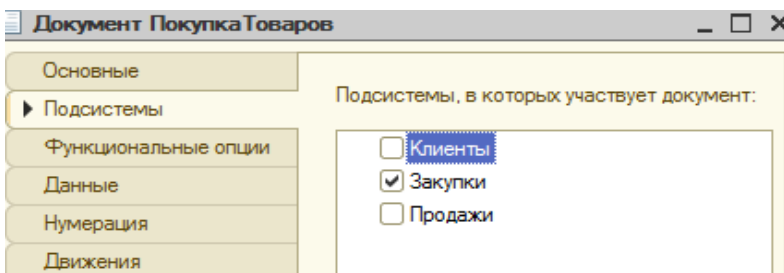 Документ ПокупкаТоваров
Основные
Подсистемы
Функциональные опции
Данные
Нумерация
Движения
Подсистемы, в которых участвует документ:
Клиенты
Закупки
Продажи